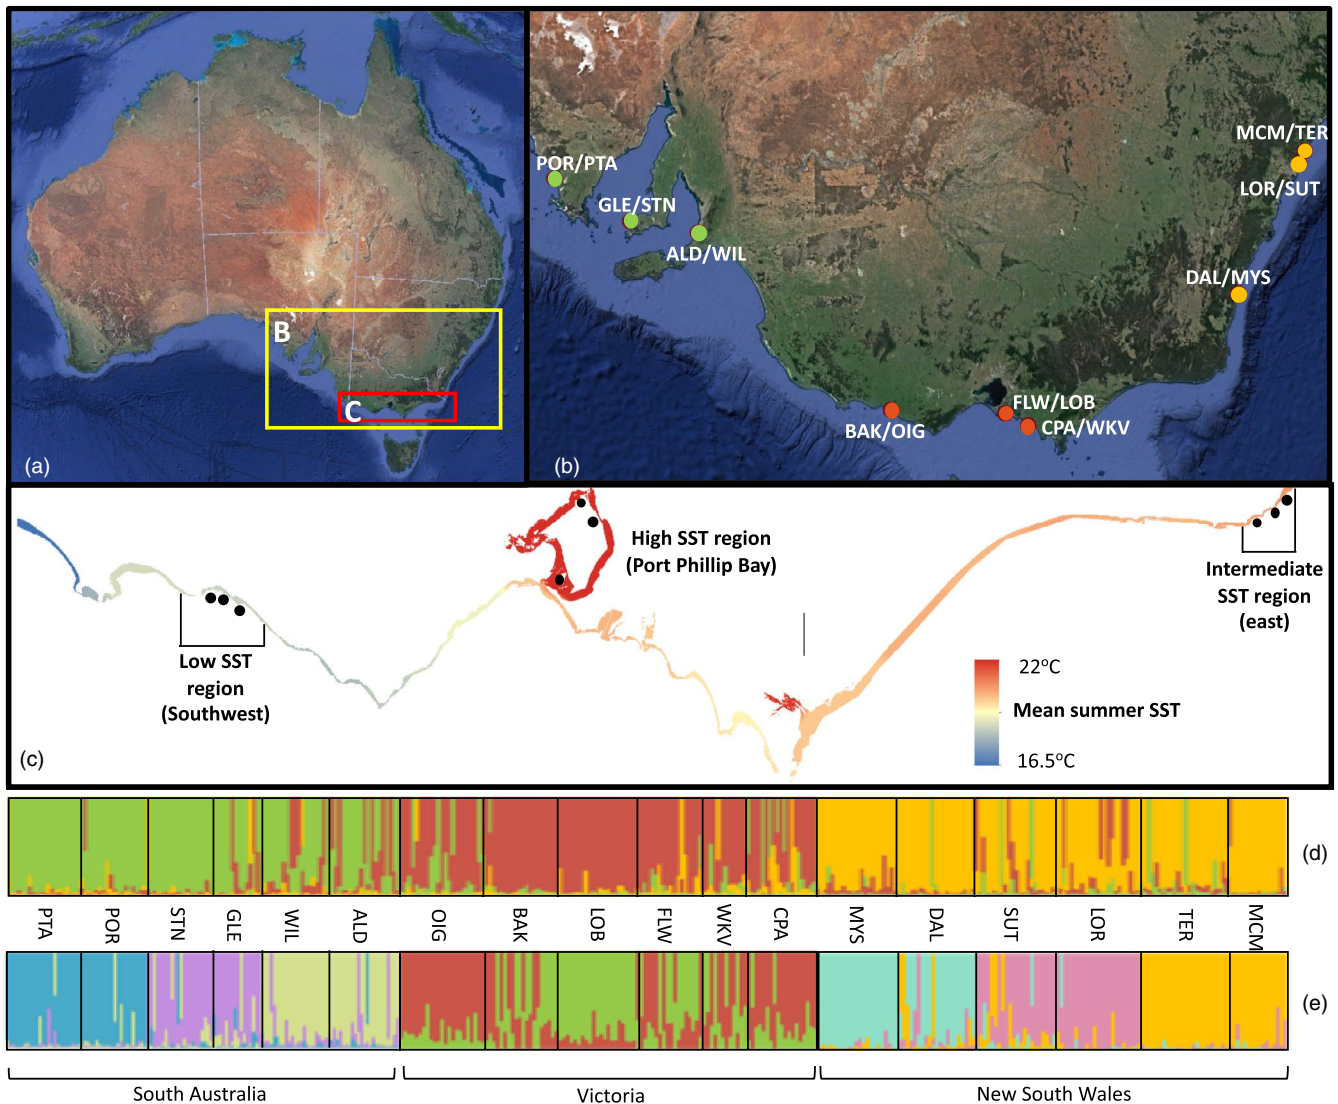 B
C
(a)
POR/PTA
GLE/STN
ALD/WIL
MCM/TER
LOR/SUT
DAL/MYS
BAK/OIG
FLW/LOB
CPA/WKV
(b)
High SST region
(Port Phillip Bay)
Low SST
region
(Southwest)
Intermediate
SST region
(east)
22°C
Mean summer SST
16.5°C
(c)
(d)
PTA
POR
STN
GLE
WIL
ALD
OIG
BAK
LOB
FLW
WKV
CPA
MYS
DAL
SUT
LOR
TER
MCM
(e)
South Australia
Victoria
New South Wales